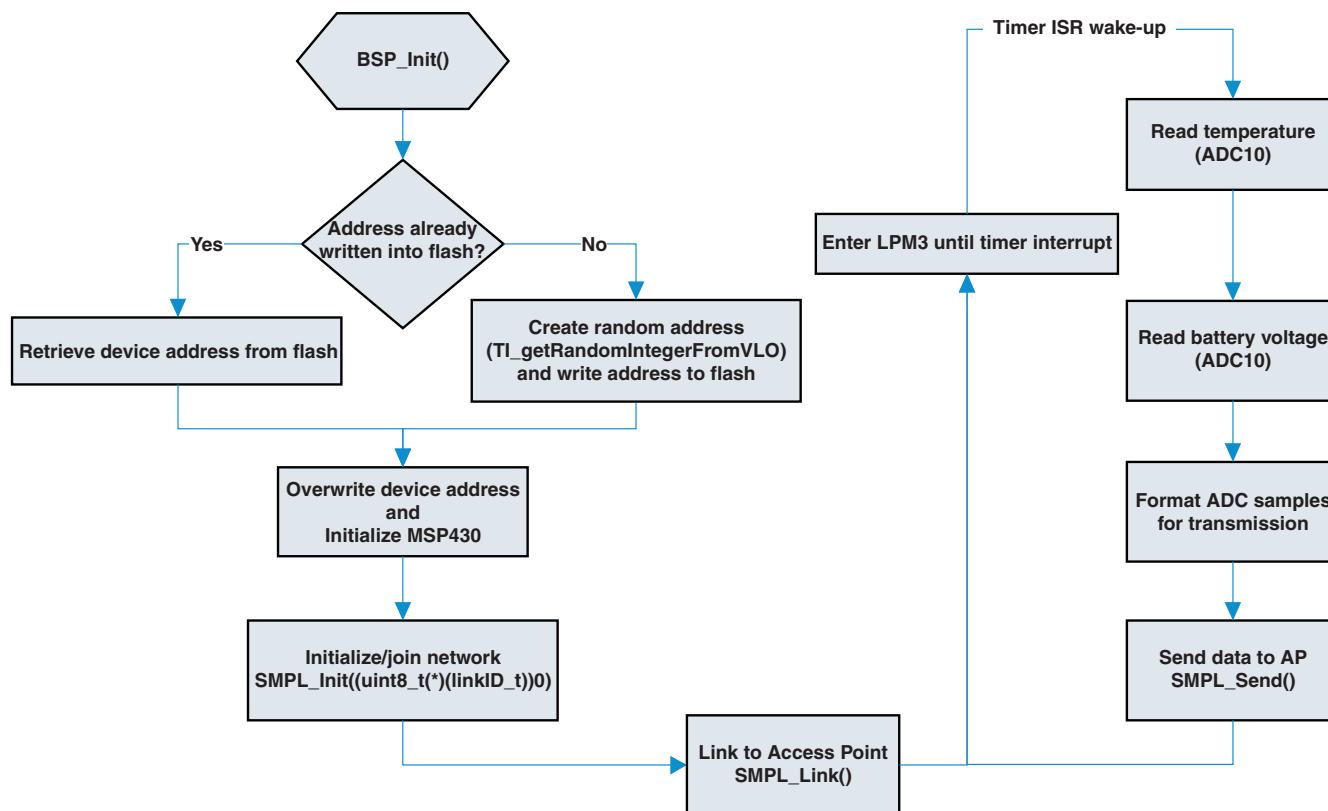 BSP_Init()
Address already
written into flash?
Yes
No
Retrieve device address from flash
Create random address
(TI_getRandomIntegerFromVLO)
and write address to flash
Overwrite device address
and
Initialize MSP430
Initialize/join network
SMPL_Init((uint8_t(*)(linkID_t))0)
Link to Access Point
SMPL_Link()
Enter LPM3 until timer interrupt
Timer ISR wake-up
Read temperature
(ADC10)
Read battery voltage
(ADC10)
Format ADC samples
for transmission
Send data to AP
SMPL_Send()